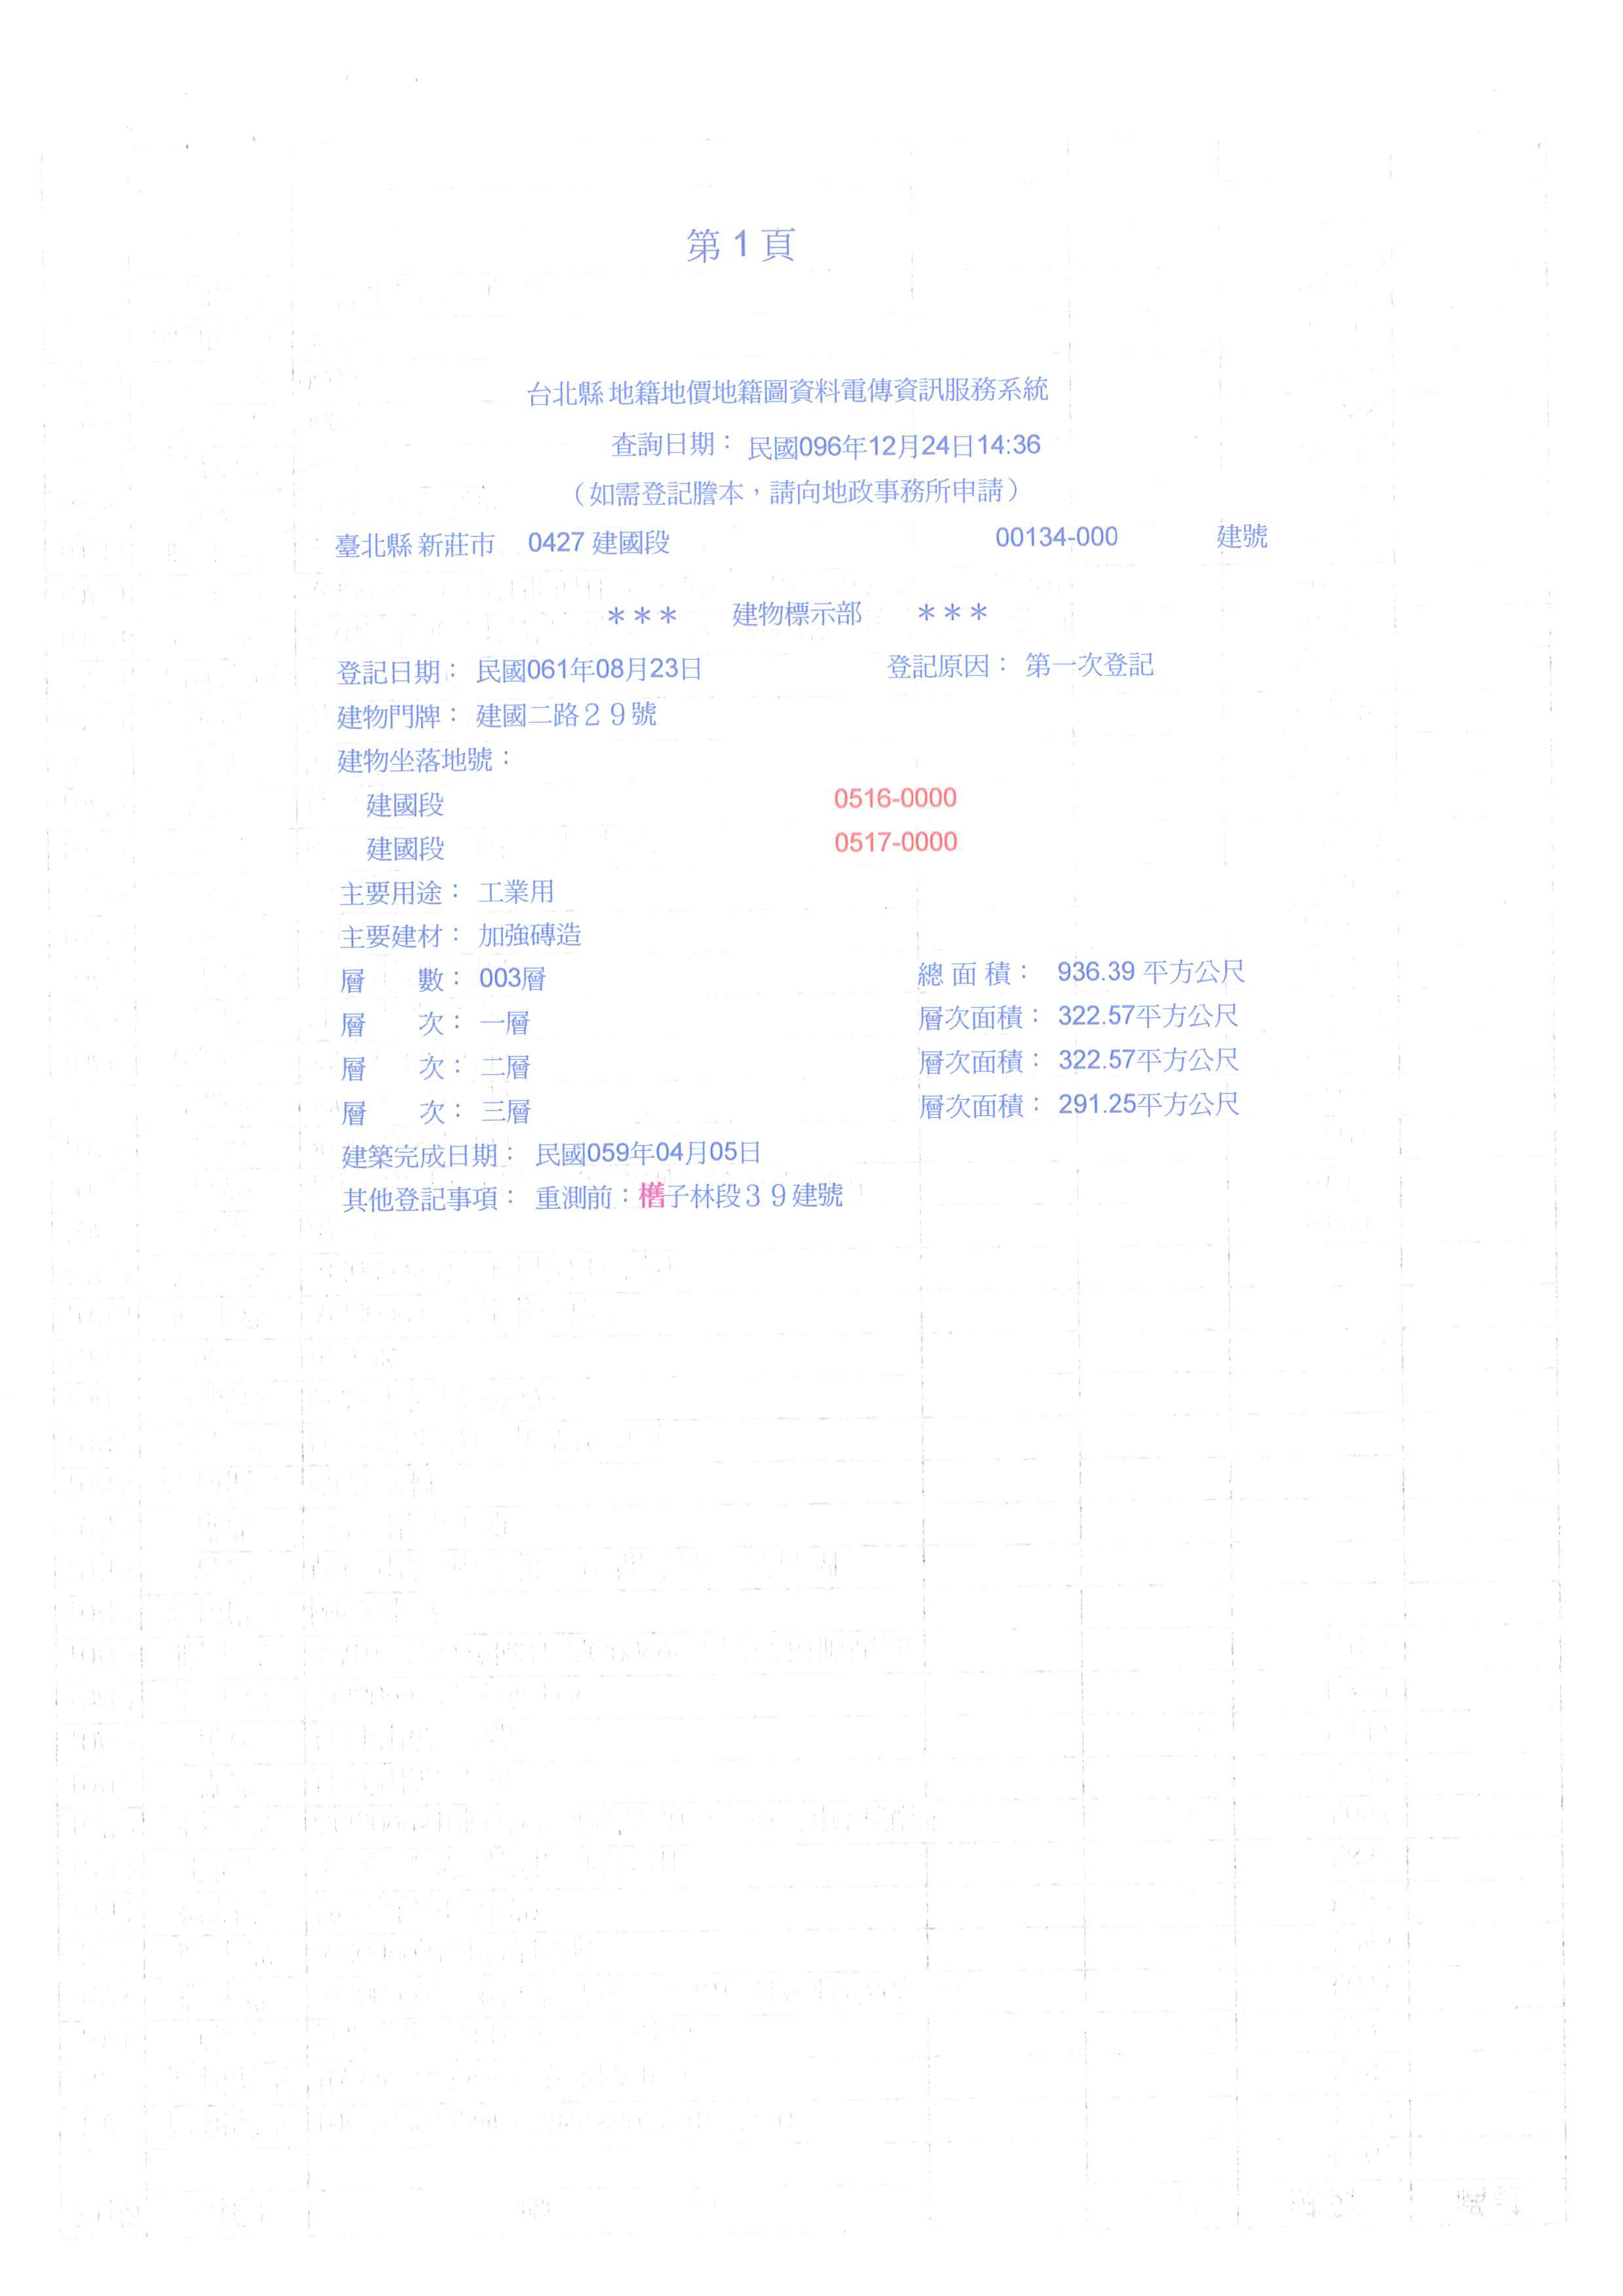 第 1 頁
台北縣 地籍地價地籍圖資料電傳資訊服務系統
查詢日期： 民國096年12月24日14:36
（如需登記謄本，請向地政事務所申請）
臺北縣 新莊市 0427 建國段 00134-000 建號
＊＊＊ 建物標示部 ＊＊＊
登記日期： 民國061年08月23日 登記原因： 第一次登記
建物門牌： 建國二路２９號
建物坐落地號：
建國段 0516-0000
建國段 0517-0000
主要用途： 工業用
主要建材： 加強磚造
層 數： 003層 總 面 積： 936.39 平方公尺
層 次： 一層 層次面積： 322.57平方公尺
層 次： 二層 層次面積： 322.57平方公尺
層 次： 三層 層次面積： 291.25平方公尺
建築完成日期： 民國059年04月05日
其他登記事項： 重測前：子林段３９建號